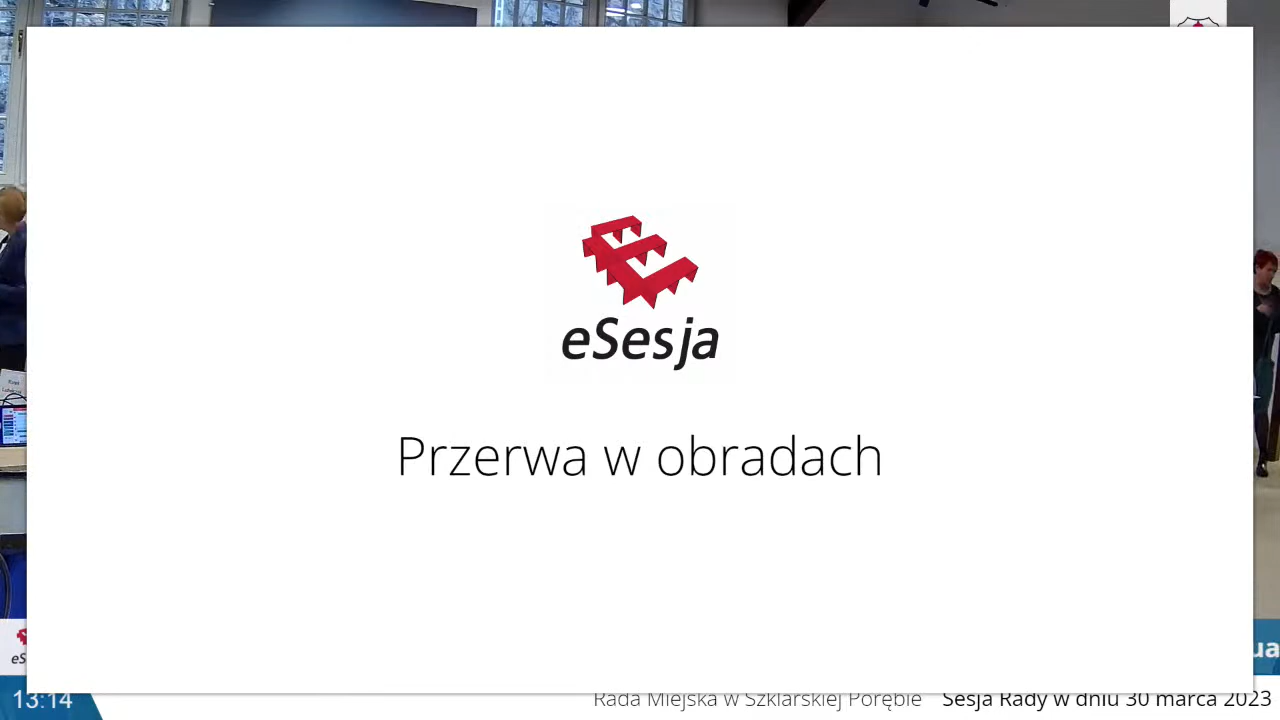 eSesja
Przerwa w obradach
13:14
Rada Miejska w Szklarskiej Porębie
Sesja Rady w dniu 30 marca 2023